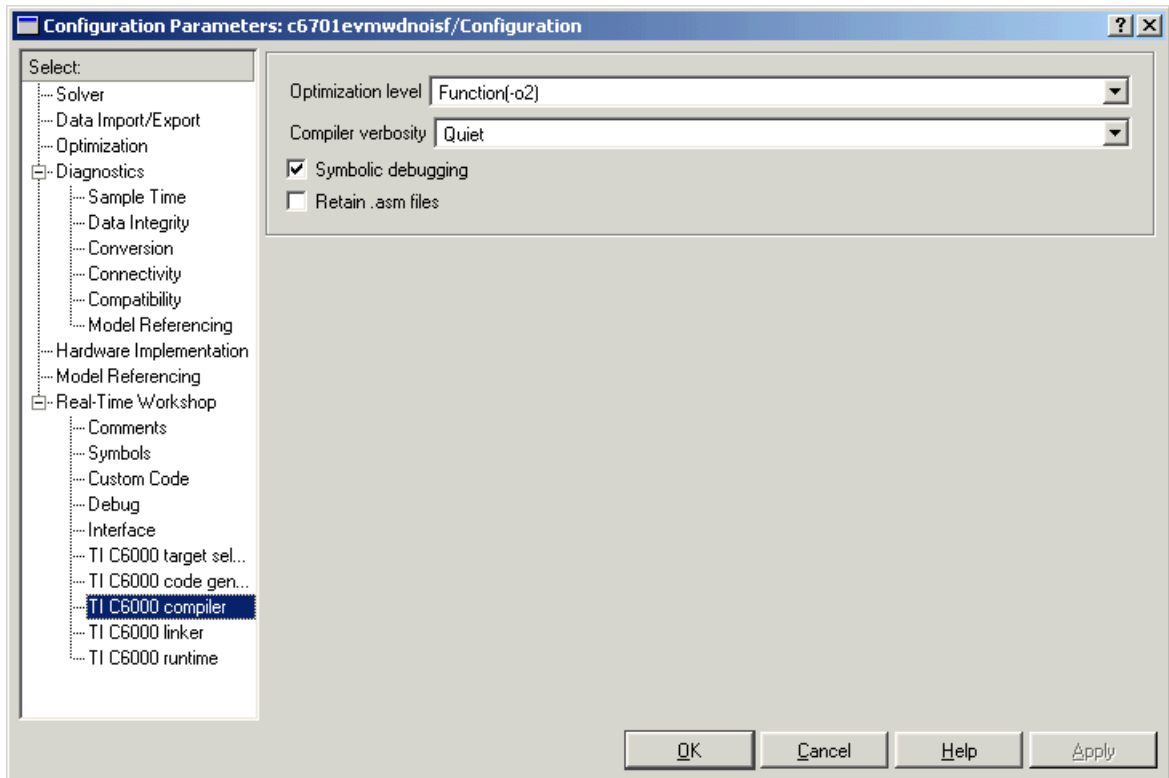 Configuration Parameters: c6701evmwdnoisf/Configuration
Select:
Solver
Data Import/Export
Optimization
Diagnostics
Sample Time
Data Integrity
Conversion
Connectivity
Compatibility
Model Referencing
Hardware Implementation
Model Referencing
Real-Time Workshop
Comments
Symbols
Custom Code
Debug
Interface
TI C6000 target sel...
TI C6000 code gen...
TI C6000 compiler
TI C6000 linker
TI C6000 runtime
Optimization level Function(-o2)
Compiler verbosity Quiet
Symbolic debugging
Retain .asm files
OK Cancel Help Apply